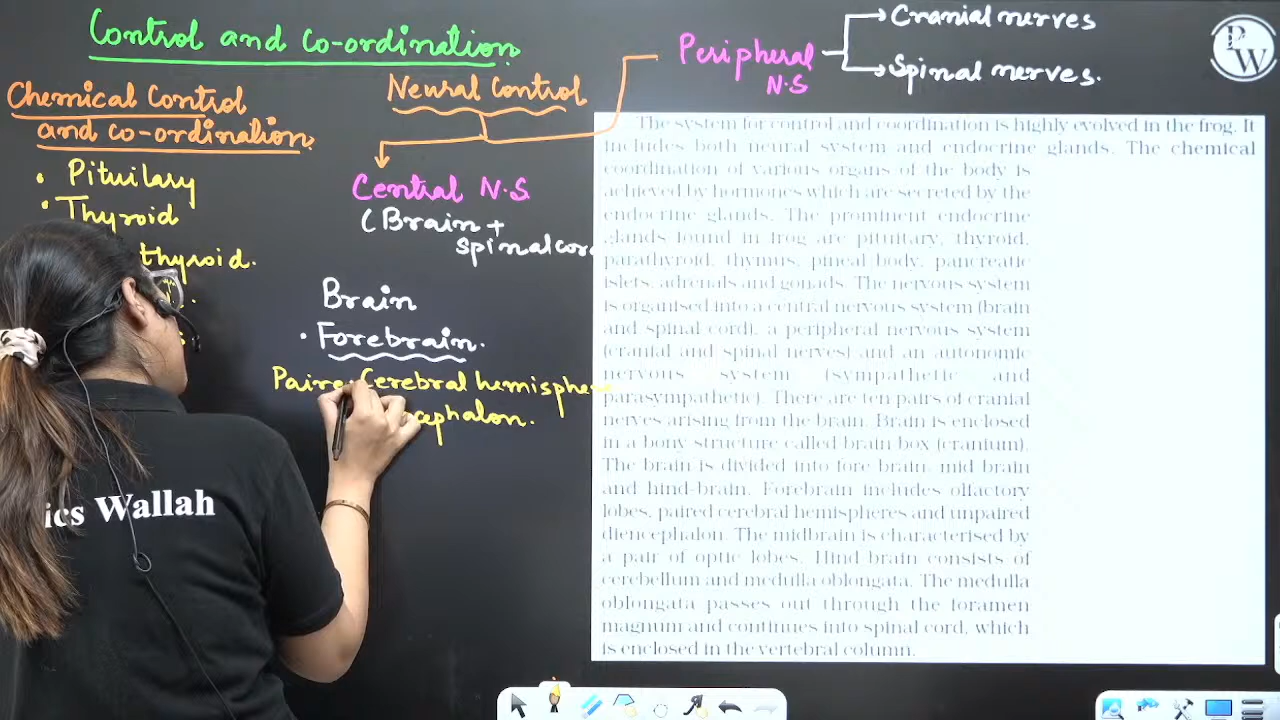 Control and Co-ordination
Chemical Control
and co-ordination
• Pituilary
• Thyroid
thyroid.
Neural Control
Central N.S
(Brain +
Spinalcor
Brain
• Forebrain.
Paire Cerebral hemisphere
cephalon.
Peripheral
N.S
Cranial nerves
Spinal nerves.
PW
The system for control and coordination is highly evolved in the frog. It
includes both neural system and endocrine glands. The chemical
coordination of various organs of the body is
achieved by hormones which are secreted by the
endocrine glands. The prominent endocrine
glands found in frog are pituitary, thyroid,
parathyroid, thymus, pineal body, pancreatic
islets, adrenals and gonads. The nervous system
is organised into a central nervous system (brain
and spinal cord), a peripheral nervous system
(cranial and spinal nerves) and an autonomic
nervous system (sympathetic and
parasympathetic). There are ten pairs of cranial
nerves arising from the brain. Brain is enclosed
in a bony structure called brain box (cranium).
The brain is divided into fore brain, mid brain
and hind-brain. Forebrain includes olfactory
lobes, paired cerebral hemispheres and unpaired
diencephalon. The midbrain is characterised by
a pair of optic lobes. Hind brain consists of
cerebellum and medulla oblongata. The medulla
oblongata passes out through the foramen
magnum and continues into spinal cord, which
is enclosed in the vertebral column.
ics Wallah